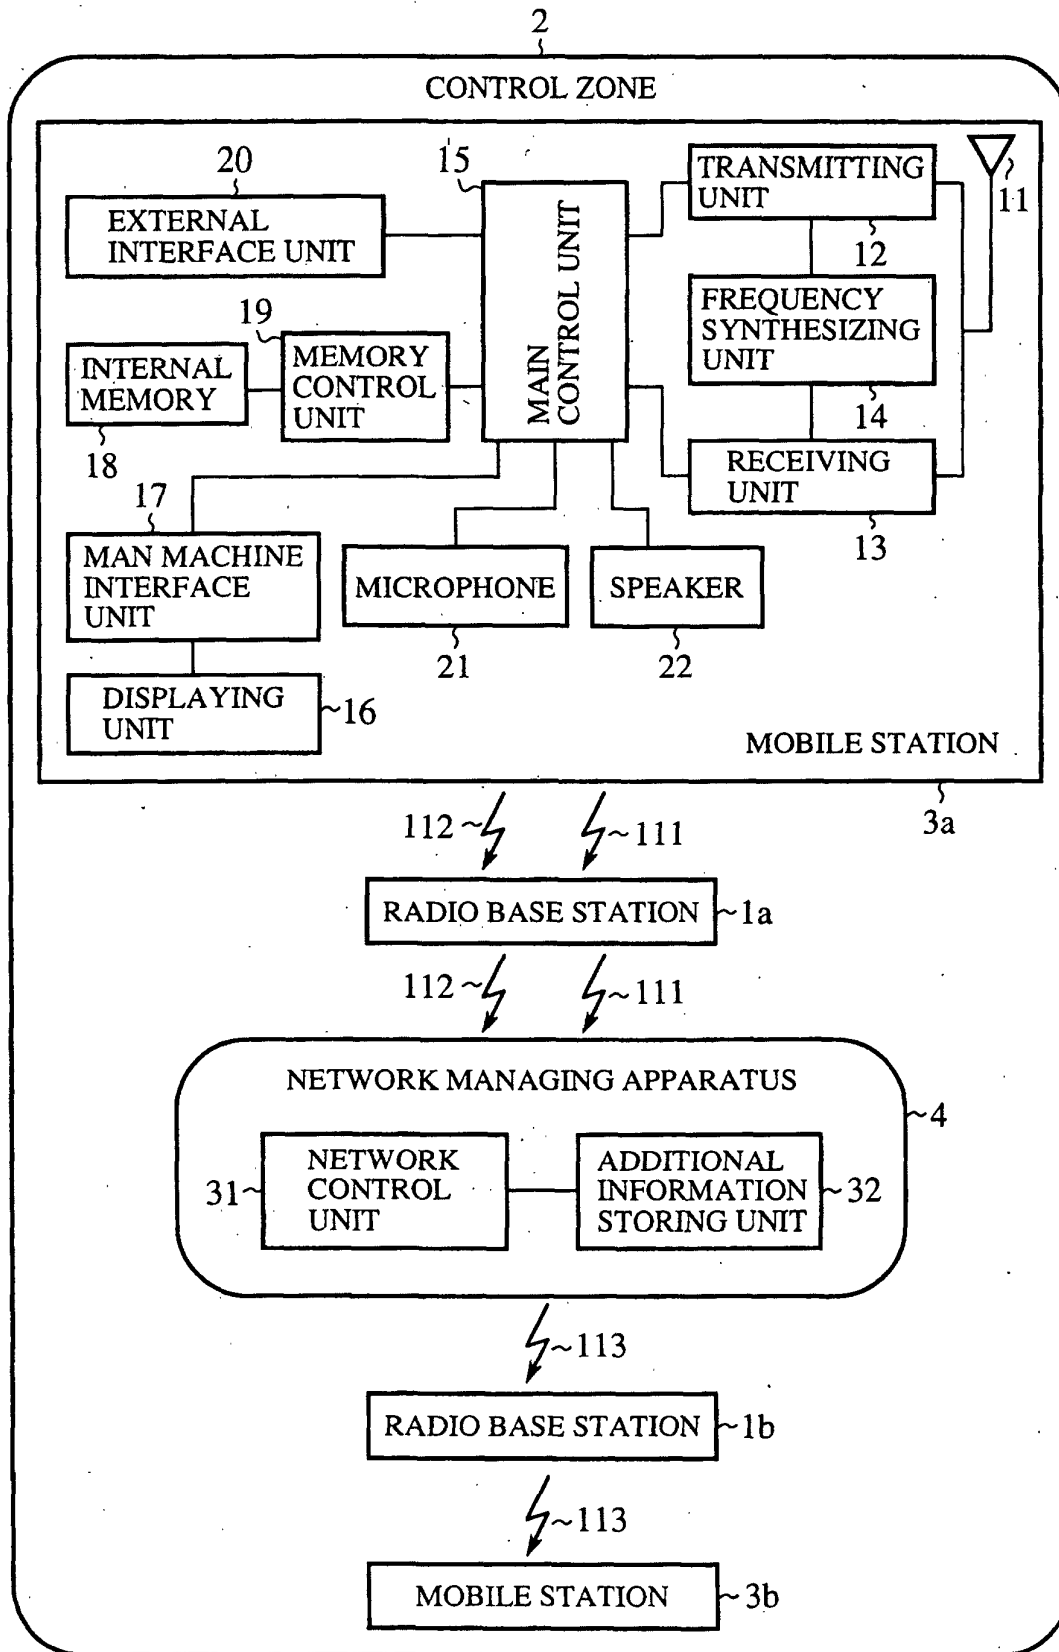 2
CONTROL ZONE
20
EXTERNAL
INTERFACE UNIT
15
MAIN
CONTROL UNIT
TRANSMITTING
UNIT
12
11
FREQUENCY
SYNTHESIZING
UNIT
14
19
MEMORY
CONTROL
UNIT
INTERNAL
MEMORY
18
RECEIVING
UNIT
13
17
MAN MACHINE
INTERFACE
UNIT
MICROPHONE
21
SPEAKER
22
DISPLAYING
UNIT
16
MOBILE STATION
3a
112
111
RADIO BASE STATION
1a
112
111
NETWORK MANAGING APPARATUS
4
31
NETWORK
CONTROL
UNIT
ADDITIONAL
INFORMATION
STORING UNIT
32
113
RADIO BASE STATION
1b
113
MOBILE STATION
3b